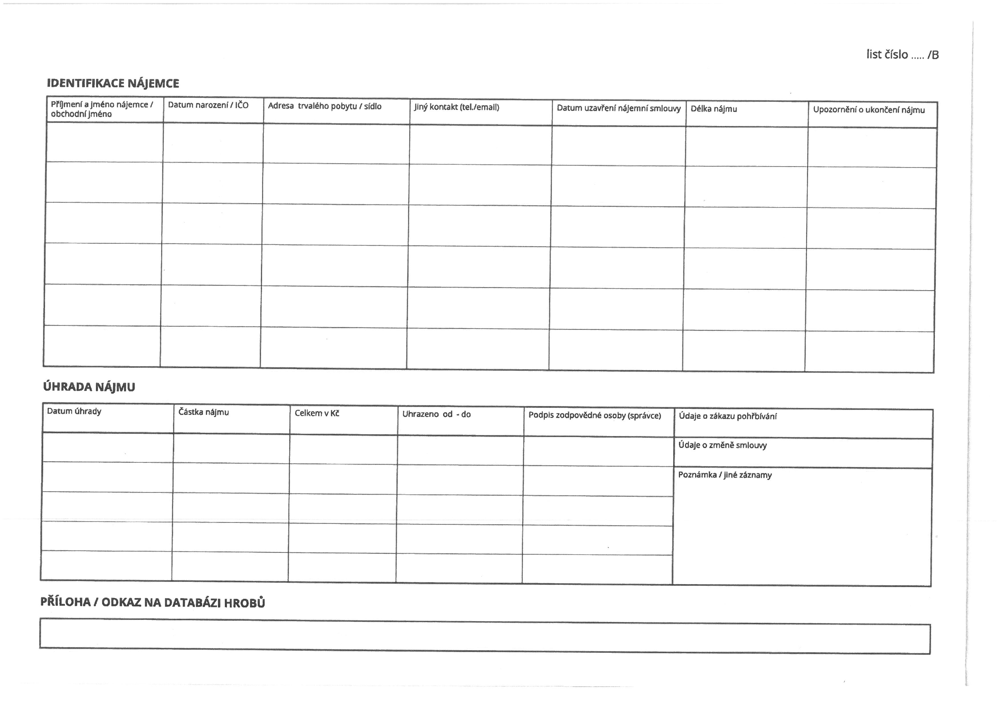 list číslo ..... /B
IDENTIFIKACE NÁJEMCE
Příjmení a jméno nájemce /
obchodní jméno
Datum narození / IČO
Adresa trvalého pobytu / sídlo
Jiný kontakt (tel./email)
Datum uzavření nájemní smlouvy
Délka nájmu
Upozornění o ukončení nájmu
ÚHRADA NÁJMU
Datum úhrady
Částka nájmu
Celkem v Kč
Uhrazeno od - do
Podpis zodpovědné osoby (správce)
Údaje o zákazu pohřbívání
Údaje o změně smlouvy
Poznámka / jiné záznamy
PŘÍLOHA / ODKAZ NA DATABÁZI HROBŮ